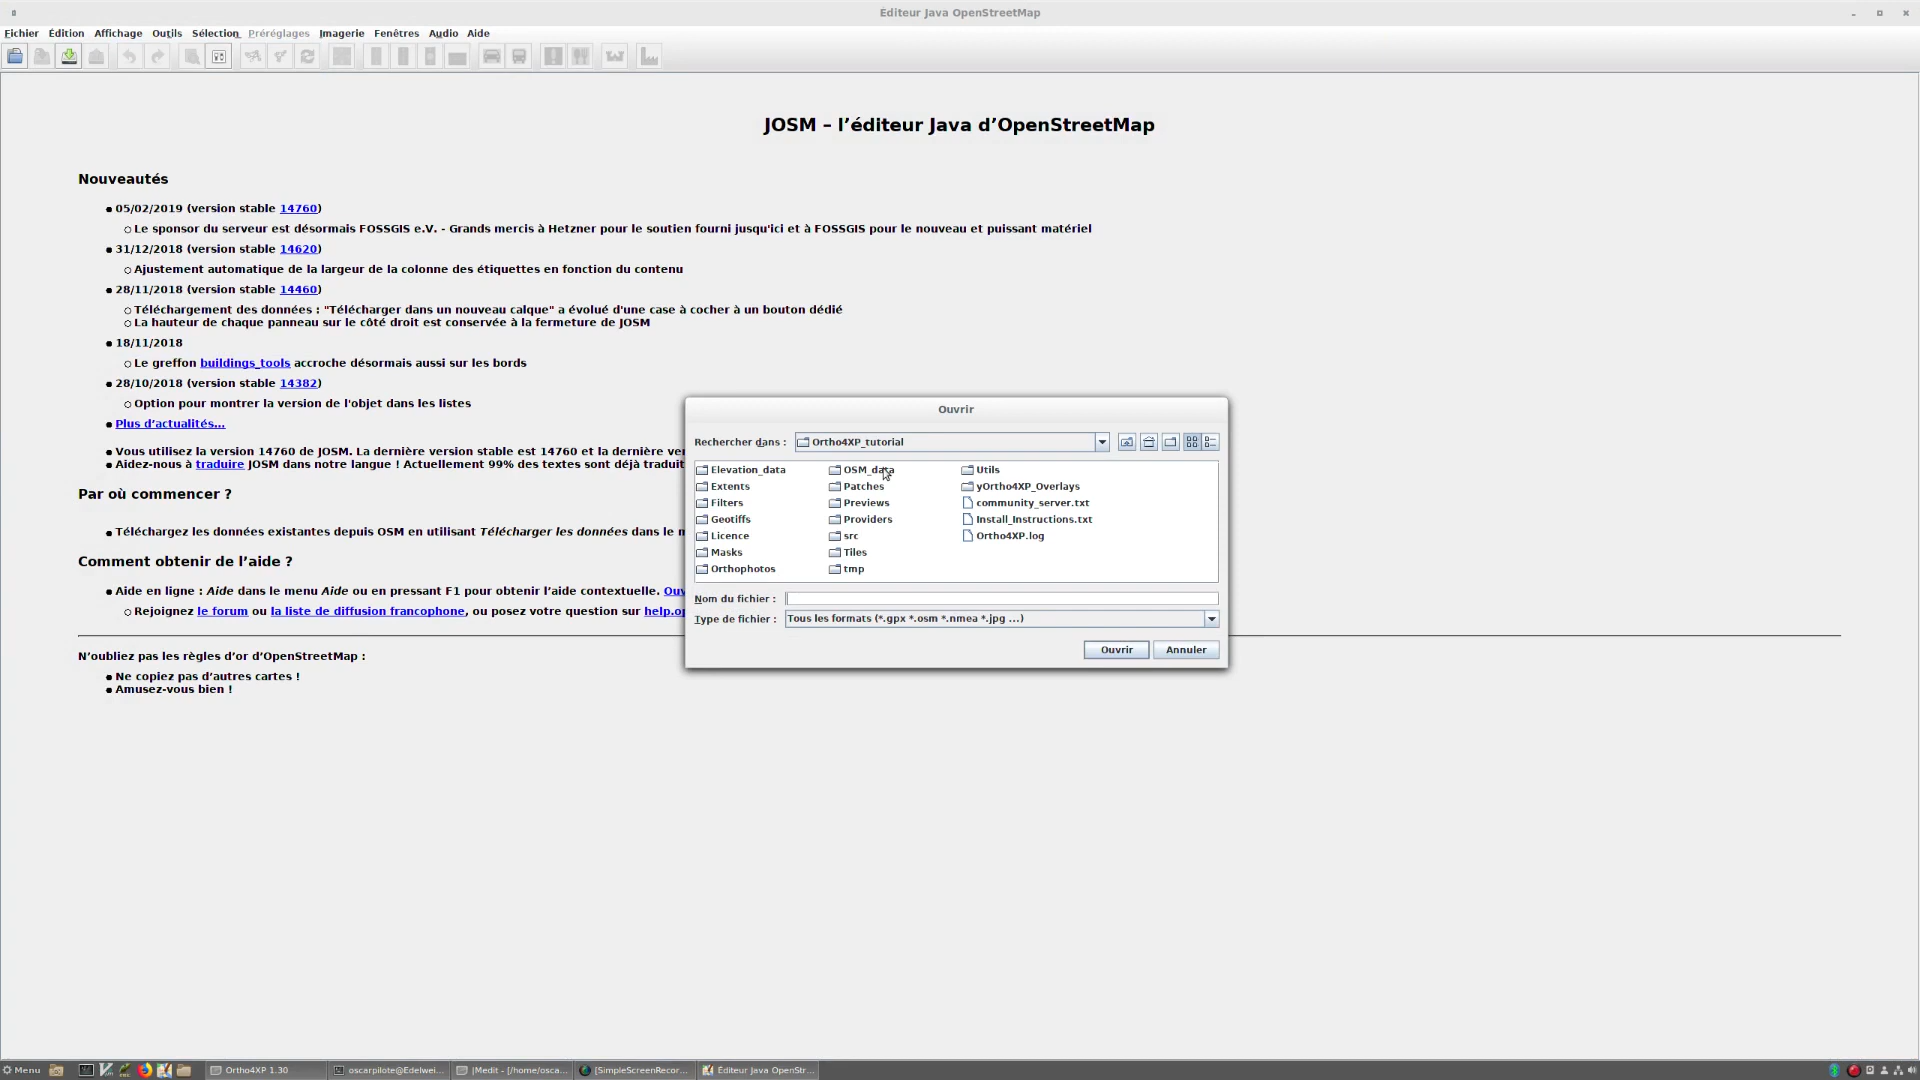 Éditeur Java OpenStreetMap
Fichier Édition Affichage Outils Sélection Préréglages Imagerie Fenêtres Audio Aide
JOSM – l’éditeur Java d’OpenStreetMap
Nouveautés
05/02/2019 (version stable 14760)
Le sponsor du serveur est désormais FOSSGIS e.V. - Grands mercis à Hetzner pour le soutien fourni jusqu'ici et à FOSSGIS pour le nouveau et puissant matériel
31/12/2018 (version stable 14620)
Ajustement automatique de la largeur de la colonne des étiquettes en fonction du contenu
28/11/2018 (version stable 14460)
Téléchargement des données : "Télécharger dans un nouveau calque" a évolué d'une case à cocher à un bouton dédié
La hauteur de chaque panneau sur le côté droit est conservée à la fermeture de JOSM
18/11/2018
Le greffon buildings_tools accroche désormais aussi sur les bords
28/10/2018 (version stable 14382)
Option pour montrer la version de l'objet dans les listes
Plus d’actualités...
Vous utilisez la version 14760 de JOSM. La dernière version stable est 14760 et la dernière ver
Aidez-nous à traduire JOSM dans notre langue ! Actuellement 99% des textes sont déjà traduit
Par où commencer ?
Téléchargez les données existantes depuis OSM en utilisant Télécharger les données dans le m
Comment obtenir de l’aide ?
Aide en ligne : Aide dans le menu Aide ou en pressant F1 pour obtenir l’aide contextuelle. Ouv
Rejoignez le forum ou la liste de diffusion francophone, ou posez votre question sur help.op
N’oubliez pas les règles d’or d’OpenStreetMap :
Ne copiez pas d’autres cartes !
Amusez-vous bien !
Ouvrir
Rechercher dans : Ortho4XP_tutorial
Elevation_data OSM_data Utils
Extents Patches yOrtho4XP_Overlays
Filters Previews community_server.txt
Geotiffs Providers Install_Instructions.txt
Licence src Ortho4XP.log
Masks Tiles
Orthophotos tmp
Nom du fichier :
Type de fichier : Tous les formats (*.gpx *.osm *.nmea *.jpg ...)
Ouvrir Annuler
Menu Ortho4XP 1.30 oscarpilote@Edelwei... [Medit - [/home/osca... [SimpleScreenRecor... Éditeur Java OpenStr...